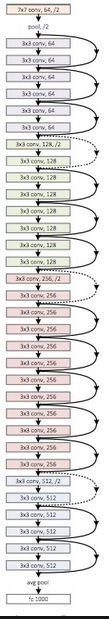 7x7 conv, 64, /2
pool, /2
3x3 conv, 64
3x3 conv, 64
3x3 conv, 64
3x3 conv, 64
3x3 conv, 64
3x3 conv, 64
3x3 conv, 128, /2
3x3 conv, 128
3x3 conv, 128
3x3 conv, 128
3x3 conv, 128
3x3 conv, 128
3x3 conv, 128
3x3 conv, 128
3x3 conv, 256, /2
3x3 conv, 256
3x3 conv, 256
3x3 conv, 256
3x3 conv, 256
3x3 conv, 256
3x3 conv, 256
3x3 conv, 256
3x3 conv, 256
3x3 conv, 256
3x3 conv, 256
3x3 conv, 256
3x3 conv, 512, /2
3x3 conv, 512
3x3 conv, 512
3x3 conv, 512
3x3 conv, 512
3x3 conv, 512
avg pool
fc 1000